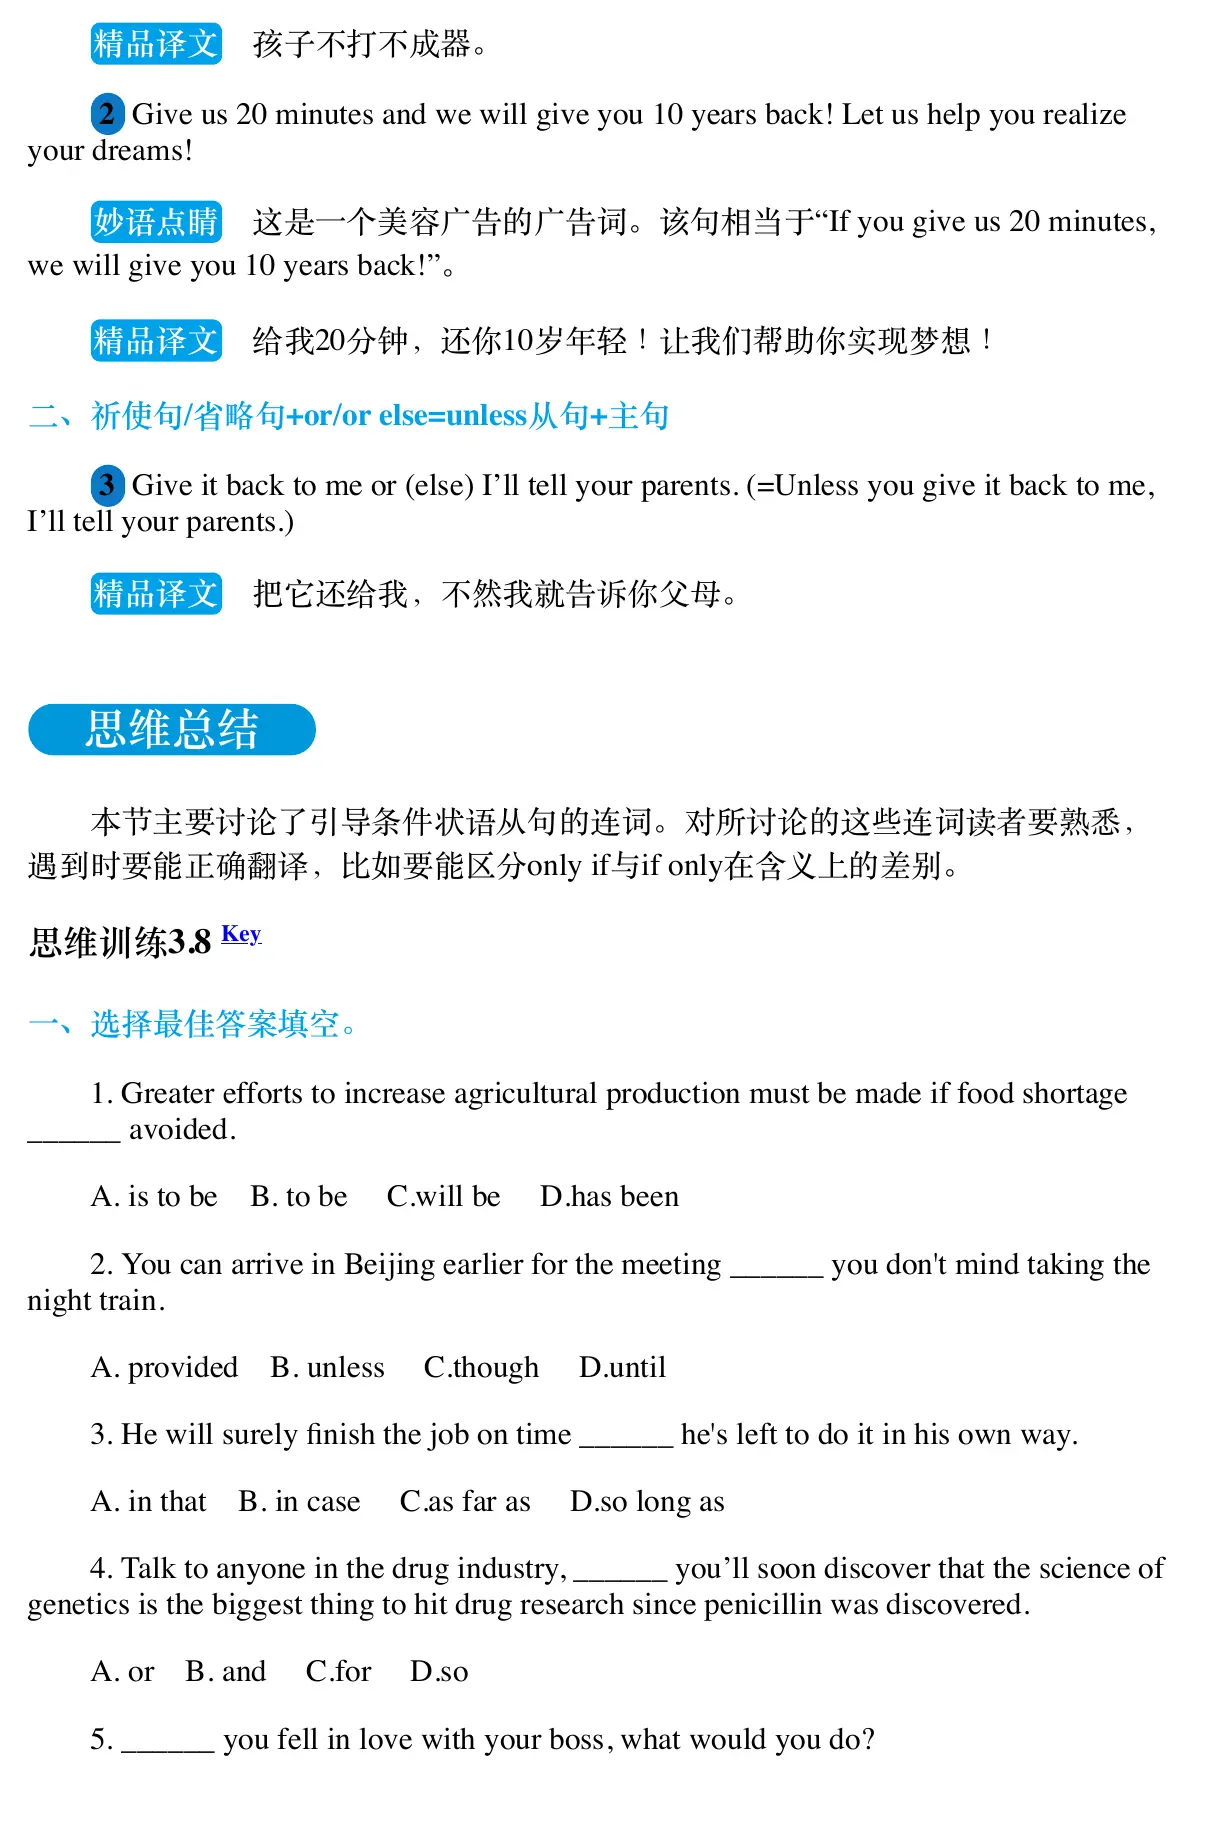 精品译文 孩子不打不成器。
2 Give us 20 minutes and we will give you 10 years back! Let us help you realize
your dreams!
妙语点睛 这是一个美容广告的广告词。该句相当于“If you give us 20 minutes,
we will give you 10 years back!”。
精品译文 给我20分钟，还你10岁年轻！让我们帮助你实现梦想！
二、祈使句/省略句+or/or else=unless从句+主句
3 Give it back to me or (else) I’ll tell your parents. (=Unless you give it back to me,
I’ll tell your parents.)
精品译文 把它还给我，不然我就告诉你父母。
思维总结
本节主要讨论了引导条件状语从句的连词。对所讨论的这些连词读者要熟悉，
遇到时要能正确翻译，比如要能区分only if与if only在含义上的差别。
思维训练3.8 Key
一、选择最佳答案填空。
1. Greater efforts to increase agricultural production must be made if food shortage
______ avoided.
A. is to be B. to be C.will be D.has been
2. You can arrive in Beijing earlier for the meeting ______ you don't mind taking the
night train.
A. provided B. unless C.though D.until
3. He will surely finish the job on time ______ he's left to do it in his own way.
A. in that B. in case C.as far as D.so long as
4. Talk to anyone in the drug industry, ______ you’ll soon discover that the science of
genetics is the biggest thing to hit drug research since penicillin was discovered.
A. or B. and C.for D.so
5. ______ you fell in love with your boss, what would you do?